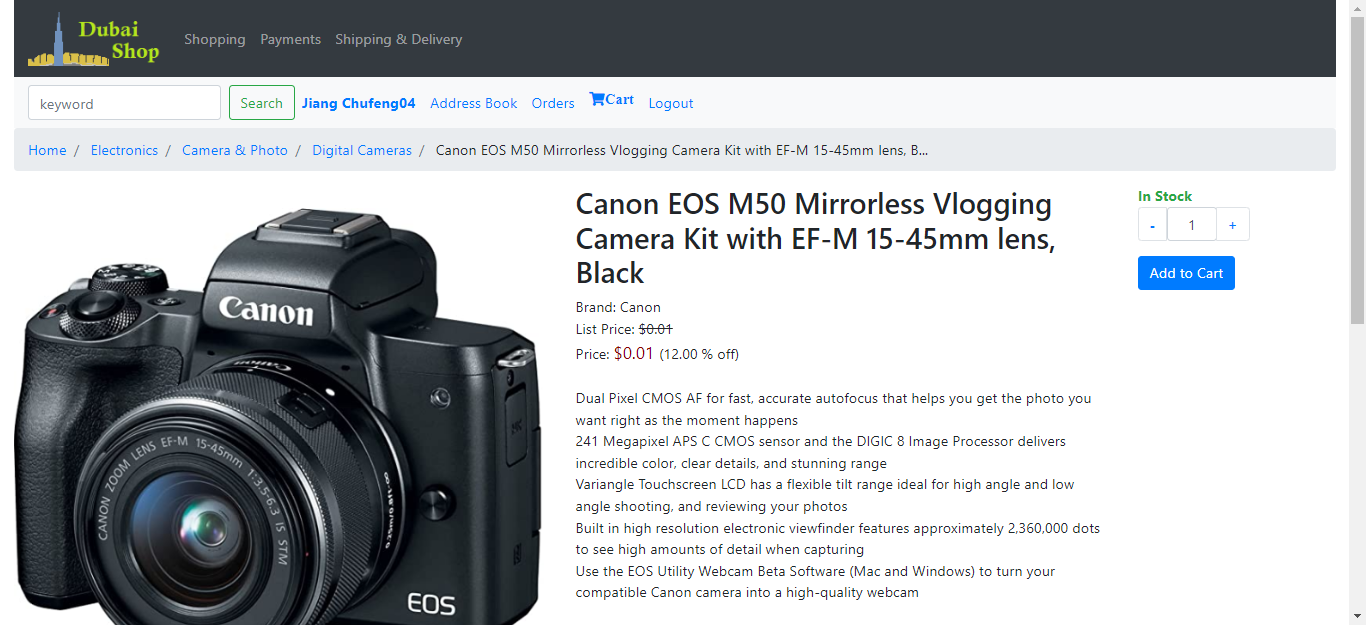 Dubai
Shop
Shopping Payments Shipping & Delivery
keyword Search Jiang Chufeng04 Address Book Orders Cart Logout
Home / Electronics / Camera & Photo / Digital Cameras / Canon EOS M50 Mirrorless Vlogging Camera Kit with EF-M 15-45mm lens, B...
Canon EOS M50 Mirrorless Vlogging
Camera Kit with EF-M 15-45mm lens,
Black
Brand: Canon
List Price: $0.01
Price: $0.01 (12.00 % off)
Dual Pixel CMOS AF for fast, accurate autofocus that helps you get the photo you
want right as the moment happens
241 Megapixel APS C CMOS sensor and the DIGIC 8 Image Processor delivers
incredible color, clear details, and stunning range
Variangle Touchscreen LCD has a flexible tilt range ideal for high angle and low
angle shooting, and reviewing your photos
Built in high resolution electronic viewfinder features approximately 2,360,000 dots
to see high amounts of detail when capturing
Use the EOS Utility Webcam Beta Software (Mac and Windows) to turn your
compatible Canon camera into a high-quality webcam
In Stock
- 1 +
Add to Cart
Canon
Canon
CANON ZOOM LENS EF-M 15-45mm 1:3.5-6.3 IS STM
0.25m/0.8ft-∞
EOS